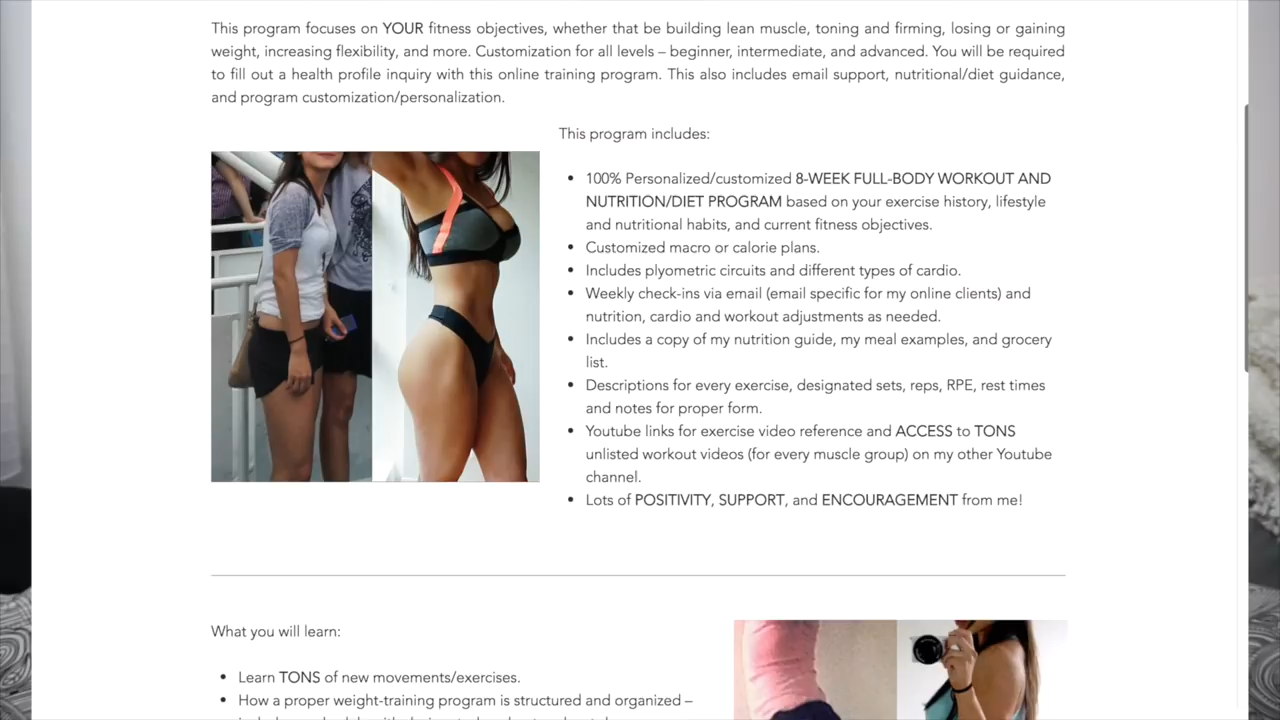 This program focuses on YOUR fitness objectives, whether that be building lean muscle, toning and firming, losing or gaining
weight, increasing flexibility, and more. Customization for all levels – beginner, intermediate, and advanced. You will be required
to fill out a health profile inquiry with this online training program. This also includes email support, nutritional/diet guidance,
and program customization/personalization.
This program includes:
• 100% Personalized/customized 8-WEEK FULL-BODY WORKOUT AND
NUTRITION/DIET PROGRAM based on your exercise history, lifestyle
and nutritional habits, and current fitness objectives.
• Customized macro or calorie plans.
• Includes plyometric circuits and different types of cardio.
• Weekly check-ins via email (email specific for my online clients) and
nutrition, cardio and workout adjustments as needed.
• Includes a copy of my nutrition guide, my meal examples, and grocery
list.
• Descriptions for every exercise, designated sets, reps, RPE, rest times
and notes for proper form.
• Youtube links for exercise video reference and ACCESS to TONS
unlisted workout videos (for every muscle group) on my other Youtube
channel.
• Lots of POSITIVITY, SUPPORT, and ENCOURAGEMENT from me!
What you will learn:
• Learn TONS of new movements/exercises.
• How a proper weight-training program is structured and organized –